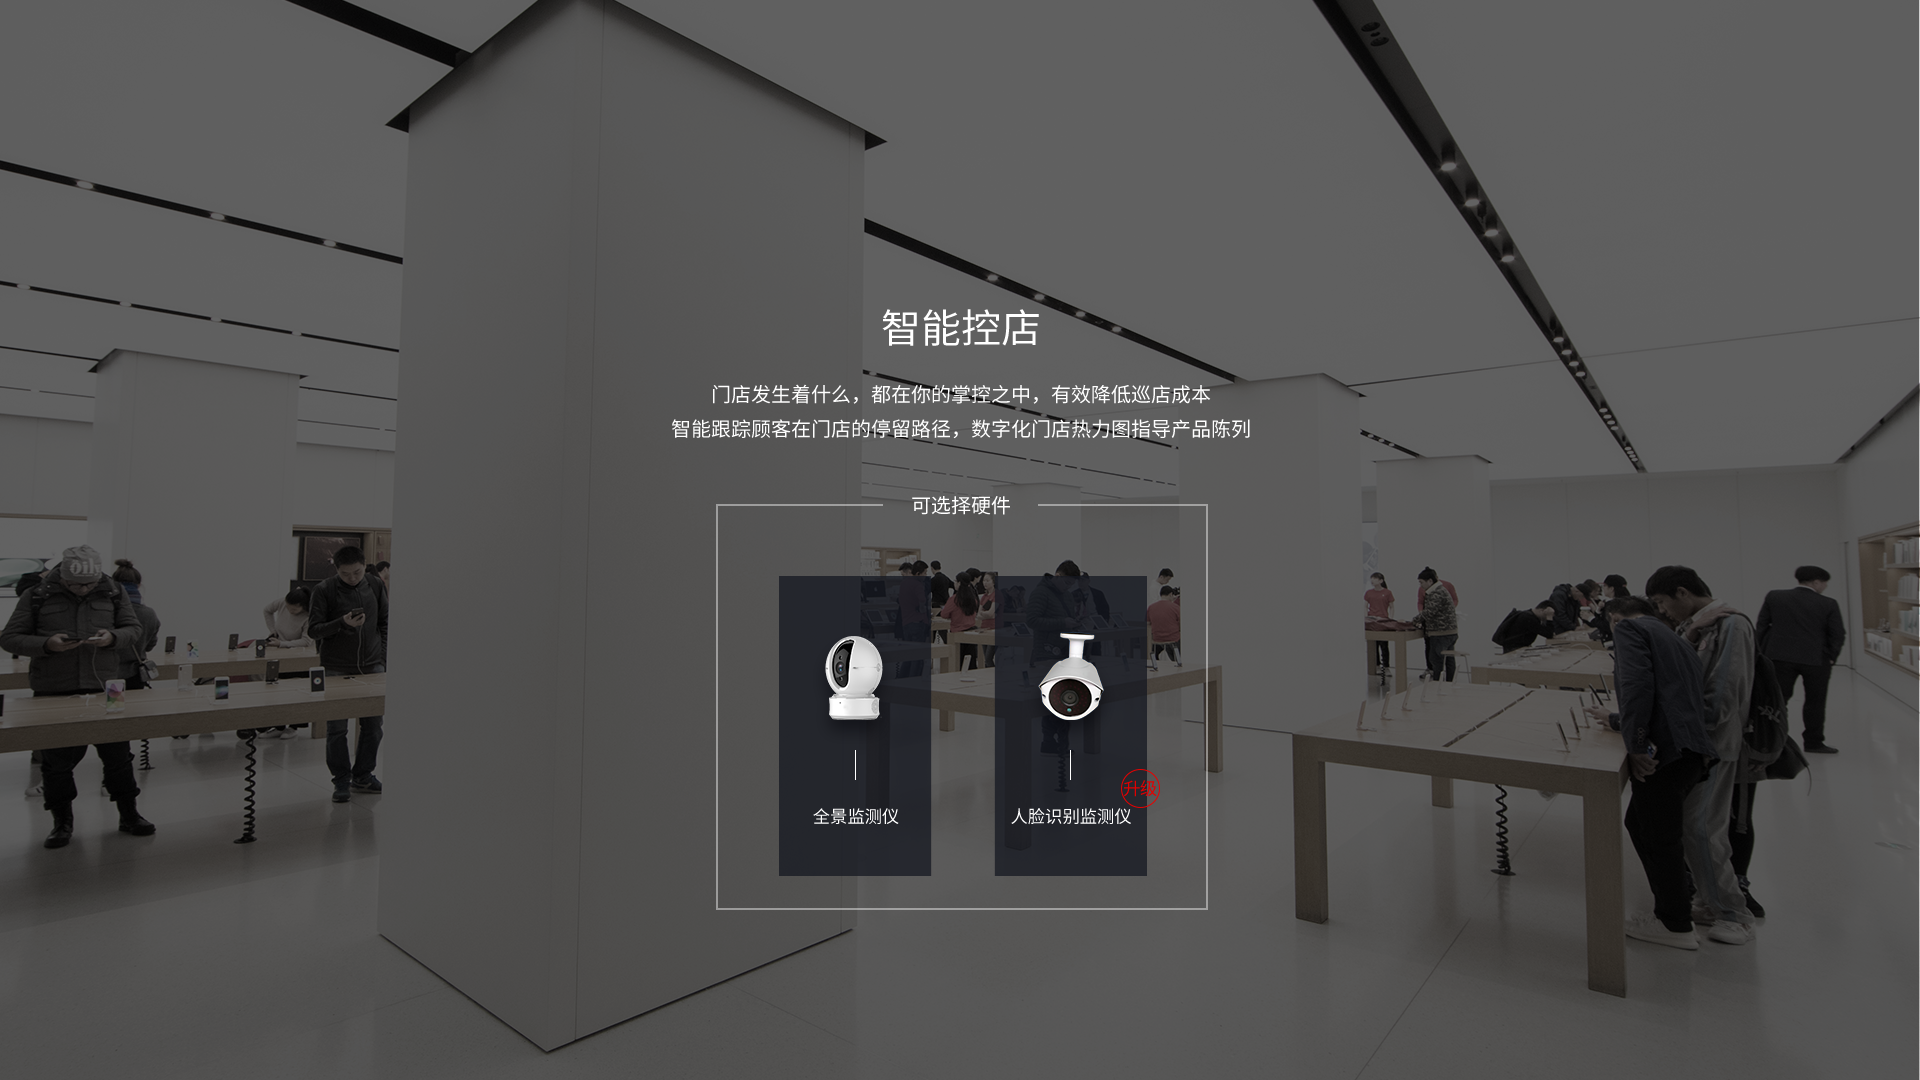 智能控店
门店发生着什么，都在你的掌控之中，有效降低巡店成本
智能跟踪顾客在门店的停留路径，数字化门店热力图指导产品陈列
可选择硬件
升级
全景监测仪
人脸识别监测仪